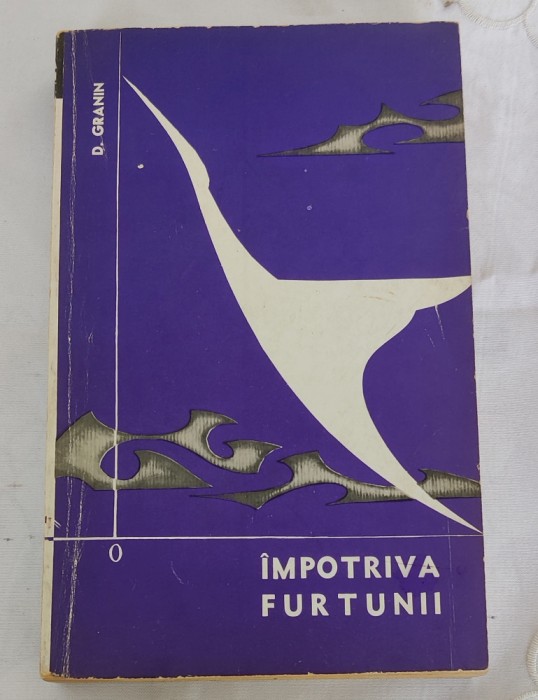 D. GRANIN
0
ÎMPOTRIVA
FURTUNII